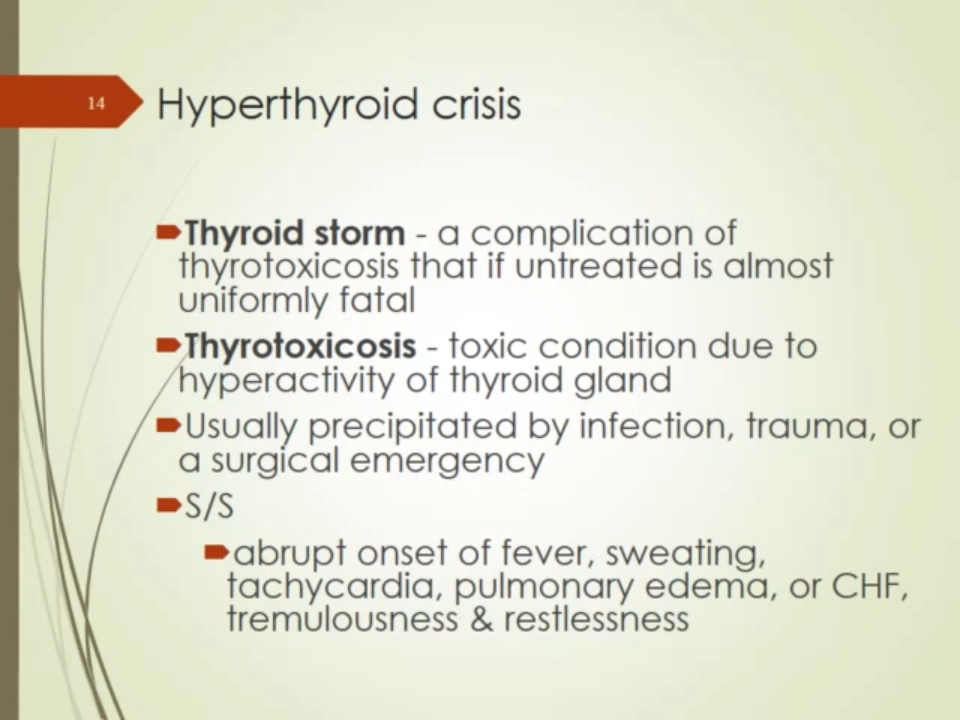 14
Hyperthyroid crisis
Thyroid storm - a complication of
thyrotoxicosis that if untreated is almost
uniformly fatal
Thyrotoxicosis - toxic condition due to
hyperactivity of thyroid gland
Usually precipitated by infection, trauma, or
a surgical emergency
S/S
abrupt onset of fever, sweating,
tachycardia, pulmonary edema, or CHF,
tremulousness & restlessness